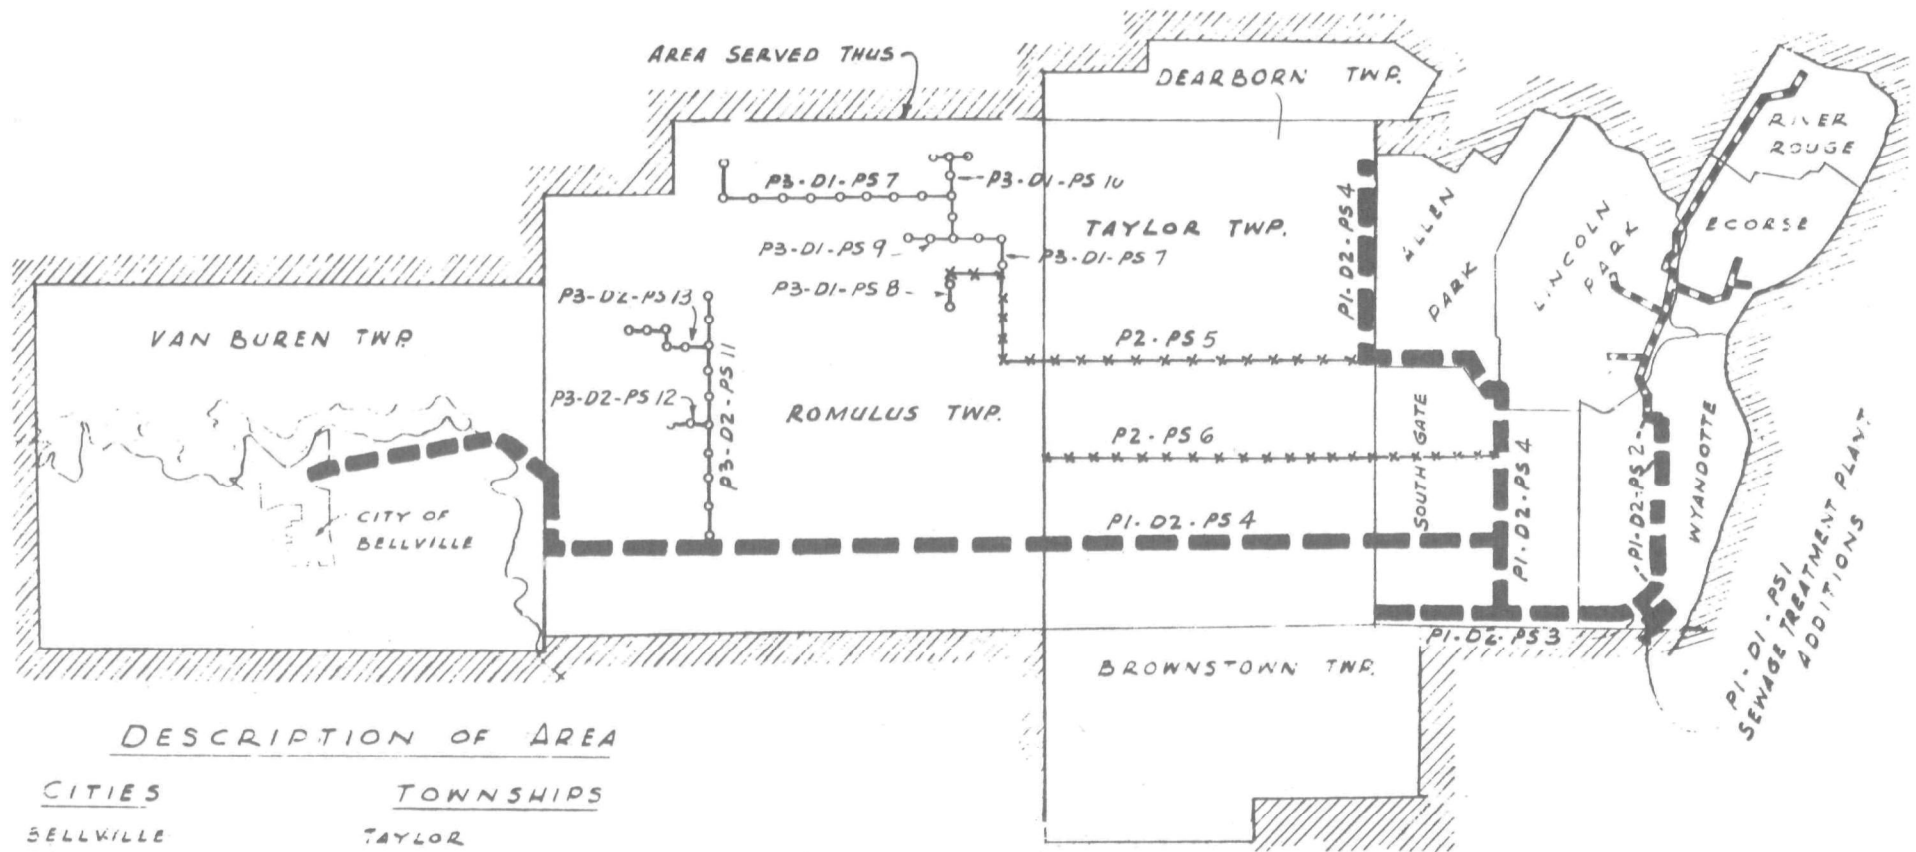 AREA SERVED THUS
DEARBORN TWP.
RIVER
ROUGE
P3-D1-PS 7
P3-D1-PS 10
P1-D2-PS4
ALLEN
PARK
LINCOLN
PARK
ECORSE
TAYLOR TWP.
P3-D1-PS 9
P3-D1-PS 7
P3-D1-PS 8
P3-D2-PS 13
VAN BUREN TWP.
P2-PS 5
P3-D2-PS 11
P3-D2-PS 12
ROMULUS TWP.
P2-PS 6
SOUTHGATE
P1-D2-PS 4
P1-D2-PS 2
WYANDOTTE
CITY OF
BELLVILLE
P1-D2-PS 4
P1-D2-PS 3
P1-D1-PS1
SEWAGE TREATMENT PLANT
ADDITIONS
BROWNSTOWN TWP.
DESCRIPTION OF AREA
CITIES
TOWNSHIPS
BELLVILLE
TAYLOR